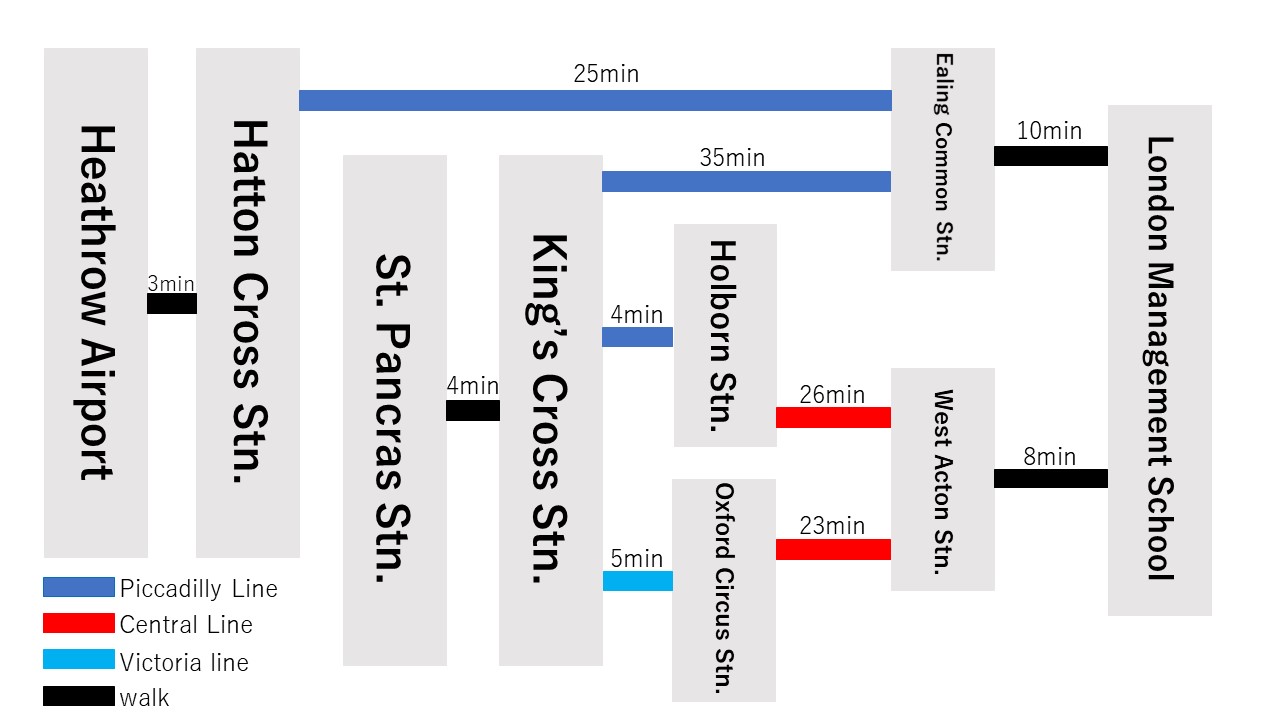 25min
Ealing Common Stn.
10min
London Management School
Heathrow Airport
3min
Hatton Cross Stn.
35min
St. Pancras Stn.
4min
King's Cross Stn.
4min
Holborn Stn.
26min
West Acton Stn.
8min
5min
Oxford Circus Stn.
23min
Piccadilly Line
Central Line
Victoria line
walk